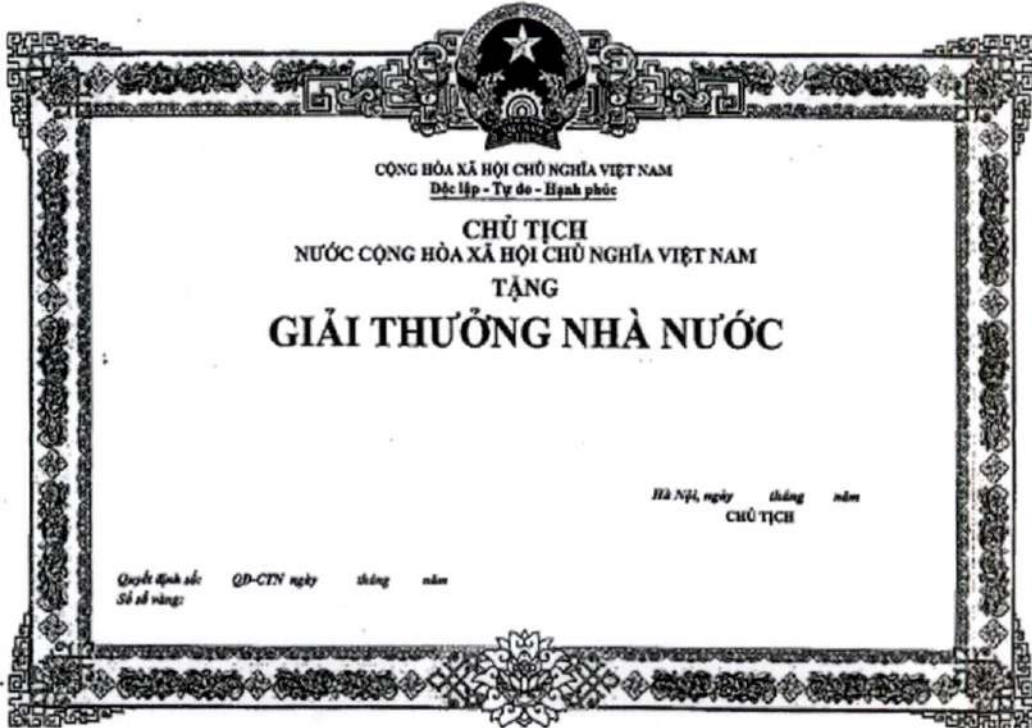 CỘNG HÒA XÃ HỘI CHỦ NGHĨA VIỆT NAM
Độc lập - Tự do - Hạnh phúc
CHỦ TỊCH
NƯỚC CỘNG HÒA XÃ HỘI CHỦ NGHĨA VIỆT NAM
TẶNG
GIẢI THƯỞNG NHÀ NƯỚC
Hà Nội, ngày tháng năm
CHỦ TỊCH
Quyết định số: QĐ-CTN ngày tháng năm
Số sổ vàng: